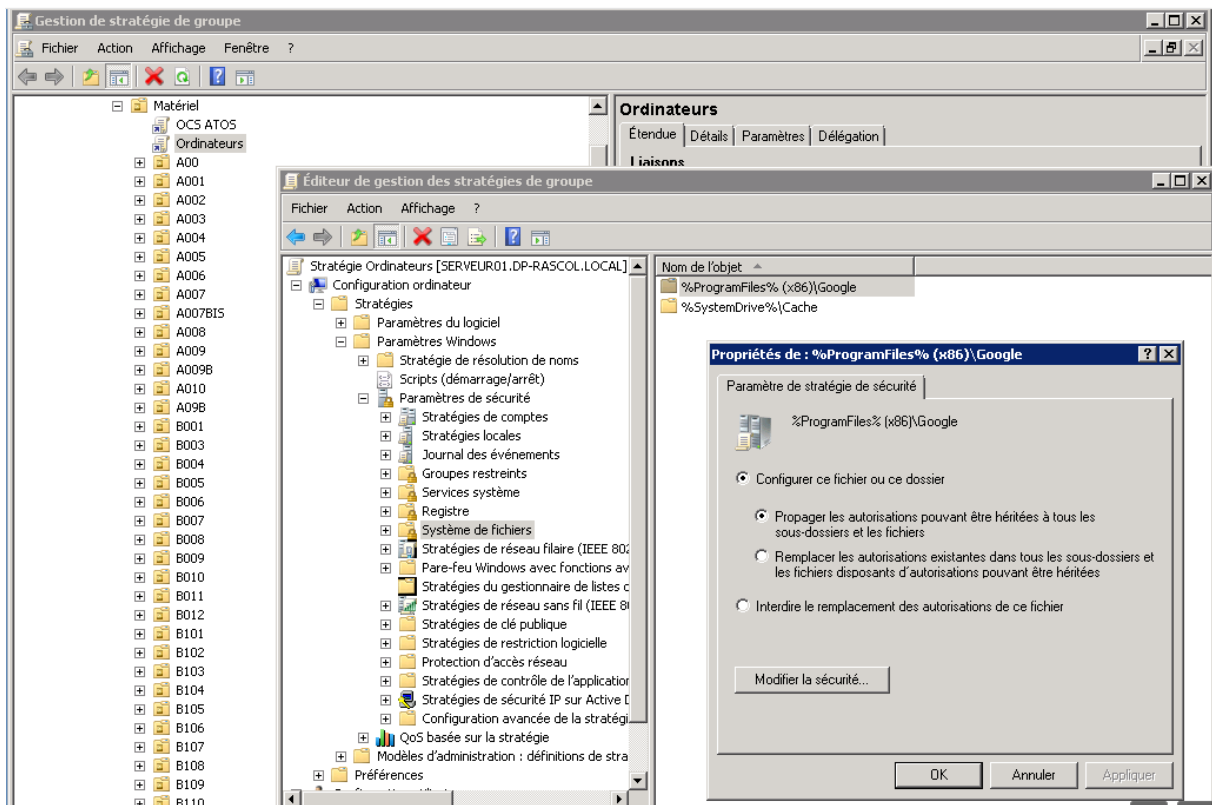 Gestion de stratégie de groupe
Fichier Action Affichage Fenêtre ?
Matériel
OCS ATOS
Ordinateurs
A00
A001
A002
A003
A004
A005
A006
A007
A007BIS
A008
A009
A009B
A010
A09B
B001
B003
B004
B005
B006
B007
B008
B009
B010
B011
B012
B101
B102
B103
B104
B105
B106
B107
B108
B109
B110
Ordinateurs
Étendue Détails Paramètres Délégation
Liaisons
Éditeur de gestion des stratégies de groupe
Fichier Action Affichage ?
Stratégie Ordinateurs [SERVEUR01.DP-RASCOL.LOCAL]
Configuration ordinateur
Stratégies
Paramètres du logiciel
Paramètres Windows
Stratégie de résolution de noms
Scripts (démarrage/arrêt)
Paramètres de sécurité
Stratégies de comptes
Stratégies locales
Journal des événements
Groupes restreints
Services système
Registre
Système de fichiers
Stratégies de réseau filaire (IEEE 802
Pare-feu Windows avec fonctions av
Stratégies du gestionnaire de listes d
Stratégies de réseau sans fil (IEEE 8
Stratégies de clé publique
Stratégies de restriction logicielle
Protection d'accès réseau
Stratégies de contrôle de l'application
Stratégies de sécurité IP sur Active D
Configuration avancée de la stratégi
QoS basée sur la stratégie
Modèles d'administration : définitions de stra
Préférences
Nom de l'objet
%ProgramFiles% (x86)\Google
%SystemDrive%\Cache
Propriétés de : %ProgramFiles% (x86)\Google
Paramètre de stratégie de sécurité
%ProgramFiles% (x86)\Google
Configurer ce fichier ou ce dossier
Propager les autorisations pouvant être héritées à tous les
sous-dossiers et les fichiers
Remplacer les autorisations existantes dans tous les sous-dossiers et
les fichiers disposants d'autorisations pouvant être héritées
Interdire le remplacement des autorisations de ce fichier
Modifier la sécurité...
OK Annuler Appliquer